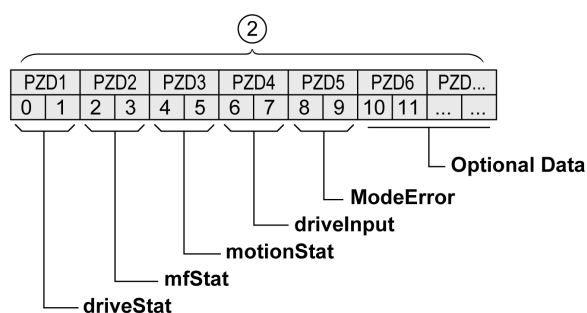 2
PZD1 PZD2 PZD3 PZD4 PZD5 PZD6 PZD...
0 1 2 3 4 5 6 7 8 9 10 11 ... ...
Optional Data
ModeError
driveInput
motionStat
mfStat
driveStat